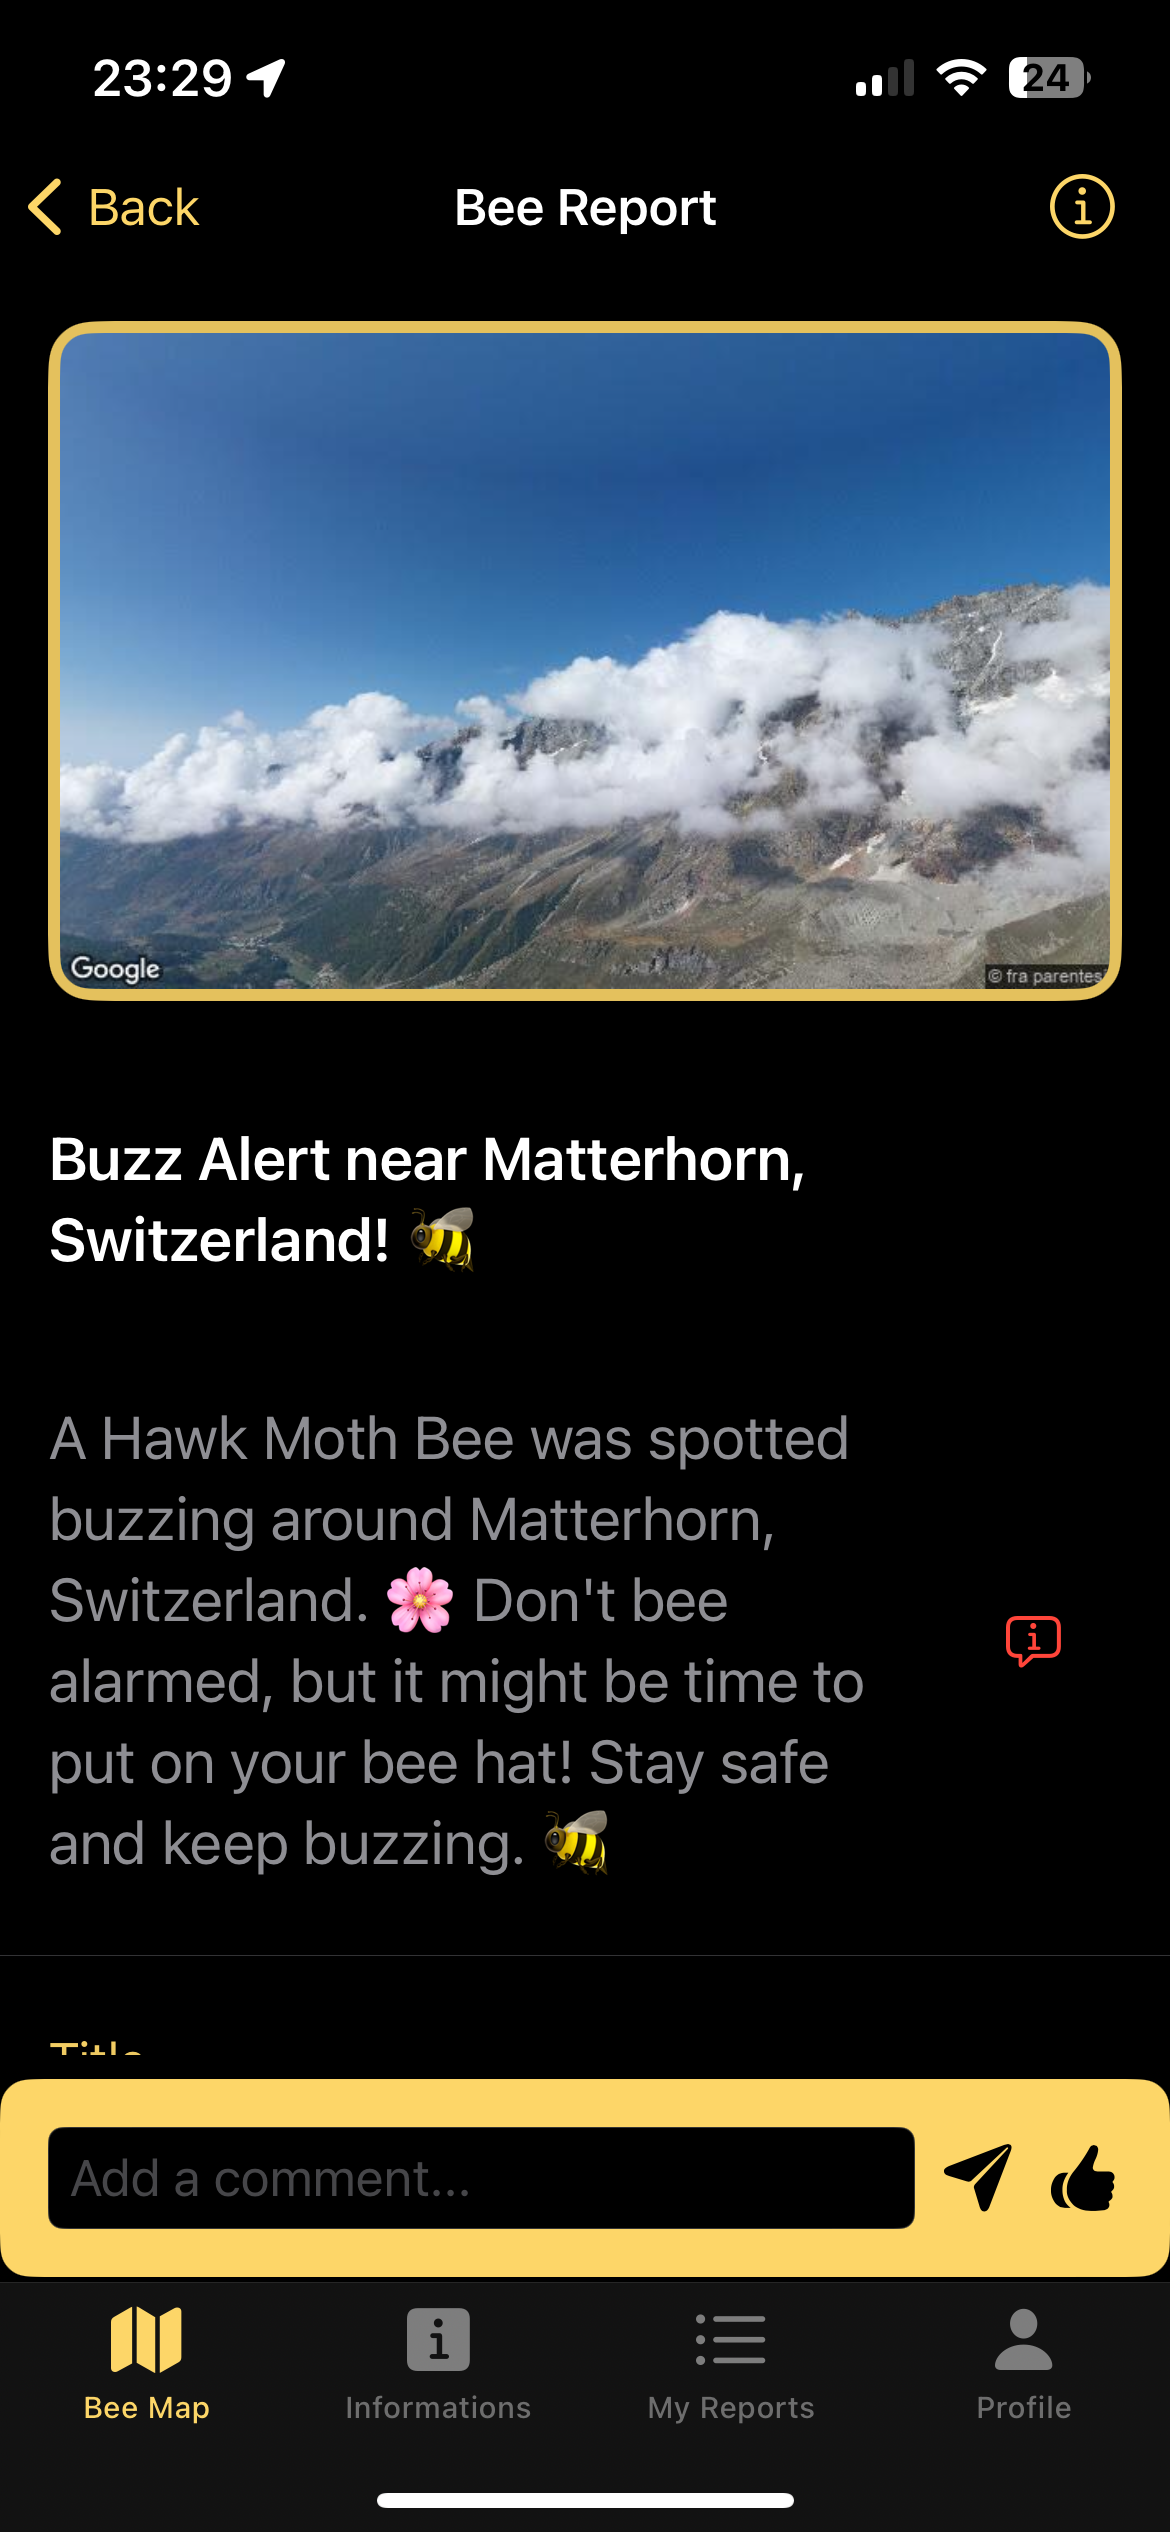 23:29
24
Back
Bee Report
Google
© fra parentesi
Buzz Alert near Matterhorn,
Switzerland! 🐝
A Hawk Moth Bee was spotted
buzzing around Matterhorn,
Switzerland. 🌸 Don't bee
alarmed, but it might be time to
put on your bee hat! Stay safe
and keep buzzing. 🐝
Title
Add a comment...
Bee Map
Informations
My Reports
Profile